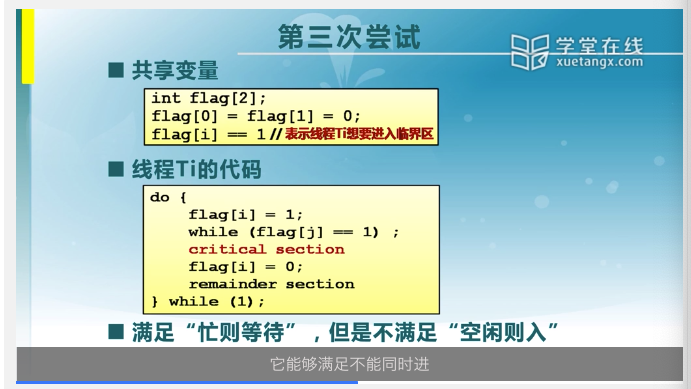 第三次尝试
学堂在线
xuetangx.com
■ 共享变量
int flag[2];
flag[0] = flag[1] = 0;
flag[i] == 1 // 表示线程Ti想要进入临界区
■ 线程Ti的代码
do {
flag[i] = 1;
while (flag[j] == 1) ;
critical section
flag[i] = 0;
remainder section
} while (1);
■ 满足“忙则等待”，但是不满足“空闲则入”
它能够满足不能同时进